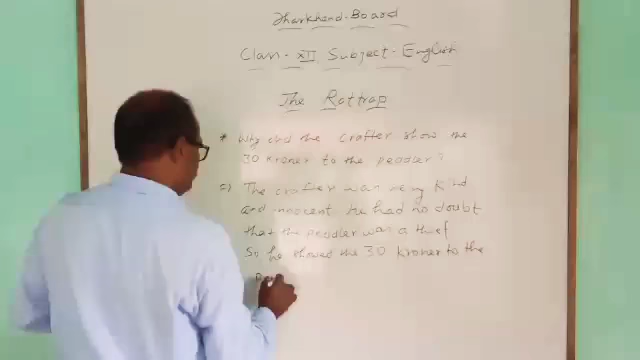 Jharkhand-Board
Class-XII Subject-English
The Rattrap
* Why did the crafter show the
30 kroner to the peddler?
=> The crafter was very kind
and innocent he had no doubt
that the peddler was a thief
So he showed the 30 kroner to the